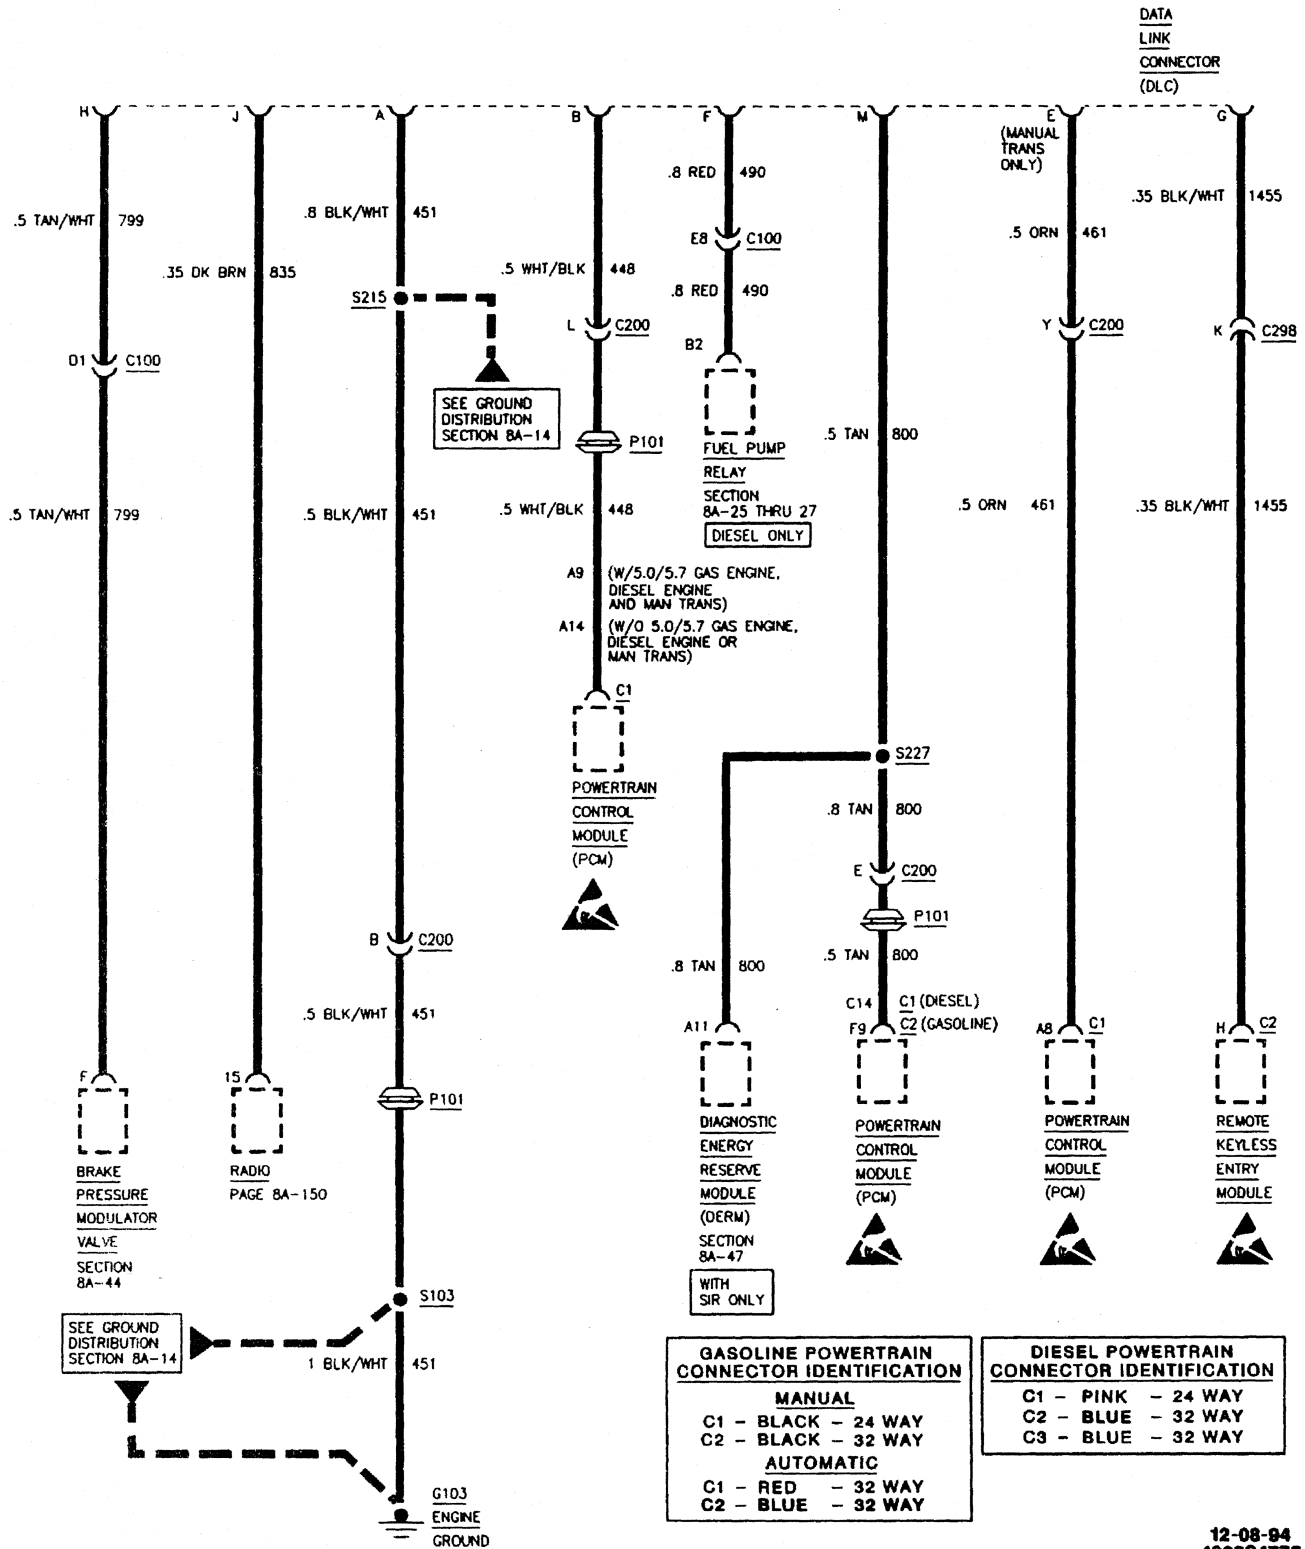 DATA
LINK
CONNECTOR
(DLC)
H J A B F M E G
(MANUAL
TRANS
ONLY)
.5 TAN/WHT 799
.35 DK BRN 835
.8 BLK/WHT 451
.5 WHT/BLK 448
.8 RED 490
E8 C100
.8 RED 490
B2
.5 ORN 461
.35 BLK/WHT 1455
S215
L C200
Y C200
K C298
D1 C100
SEE GROUND
DISTRIBUTION
SECTION 8A-14
P101
FUEL PUMP
RELAY
SECTION
8A-25 THRU 27
DIESEL ONLY
.5 TAN 800
.5 TAN/WHT 799
.5 BLK/WHT 451
.5 WHT/BLK 448
.5 ORN 461
.35 BLK/WHT 1455
A9 (W/5.0/5.7 GAS ENGINE,
DIESEL ENGINE
AND MAN TRANS)
A14 (W/O 5.0/5.7 GAS ENGINE,
DIESEL ENGINE OR
MAN TRANS)
C1
POWERTRAIN
CONTROL
MODULE
(PCM)
S227
.8 TAN 800
E C200
P101
.5 TAN 800
B C200
.8 TAN 800
.5 BLK/WHT 451
C14 C1 (DIESEL)
F9 C2 (GASOLINE)
A11
A8 C1
H C2
F
15
P101
BRAKE
PRESSURE
MODULATOR
VALVE
SECTION
8A-44
RADIO
PAGE 8A-150
DIAGNOSTIC
ENERGY
RESERVE
MODULE
(DERM)
SECTION
8A-47
WITH
SIR ONLY
POWERTRAIN
CONTROL
MODULE
(PCM)
POWERTRAIN
CONTROL
MODULE
(PCM)
REMOTE
KEYLESS
ENTRY
MODULE
S103
SEE GROUND
DISTRIBUTION
SECTION 8A-14
1 BLK/WHT 451
G103
ENGINE
GROUND
GASOLINE POWERTRAIN
CONNECTOR IDENTIFICATION
MANUAL
C1 - BLACK - 24 WAY
C2 - BLACK - 32 WAY
AUTOMATIC
C1 - RED - 32 WAY
C2 - BLUE - 32 WAY
DIESEL POWERTRAIN
CONNECTOR IDENTIFICATION
C1 - PINK - 24 WAY
C2 - BLUE - 32 WAY
C3 - BLUE - 32 WAY
12-08-94